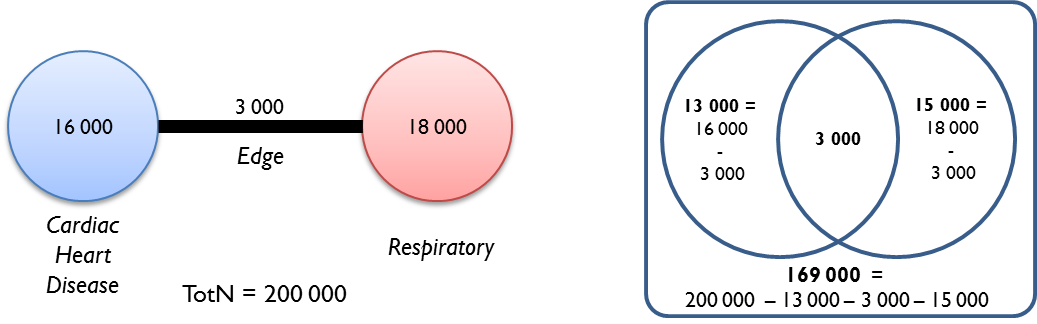 16 000
3 000
Edge
18 000
Cardiac
Heart
Disease
Respiratory
TotN = 200 000
13 000 =
16 000
-
3 000
3 000
15 000 =
18 000
-
3 000
169 000 =
200 000 – 13 000 – 3 000 – 15 000